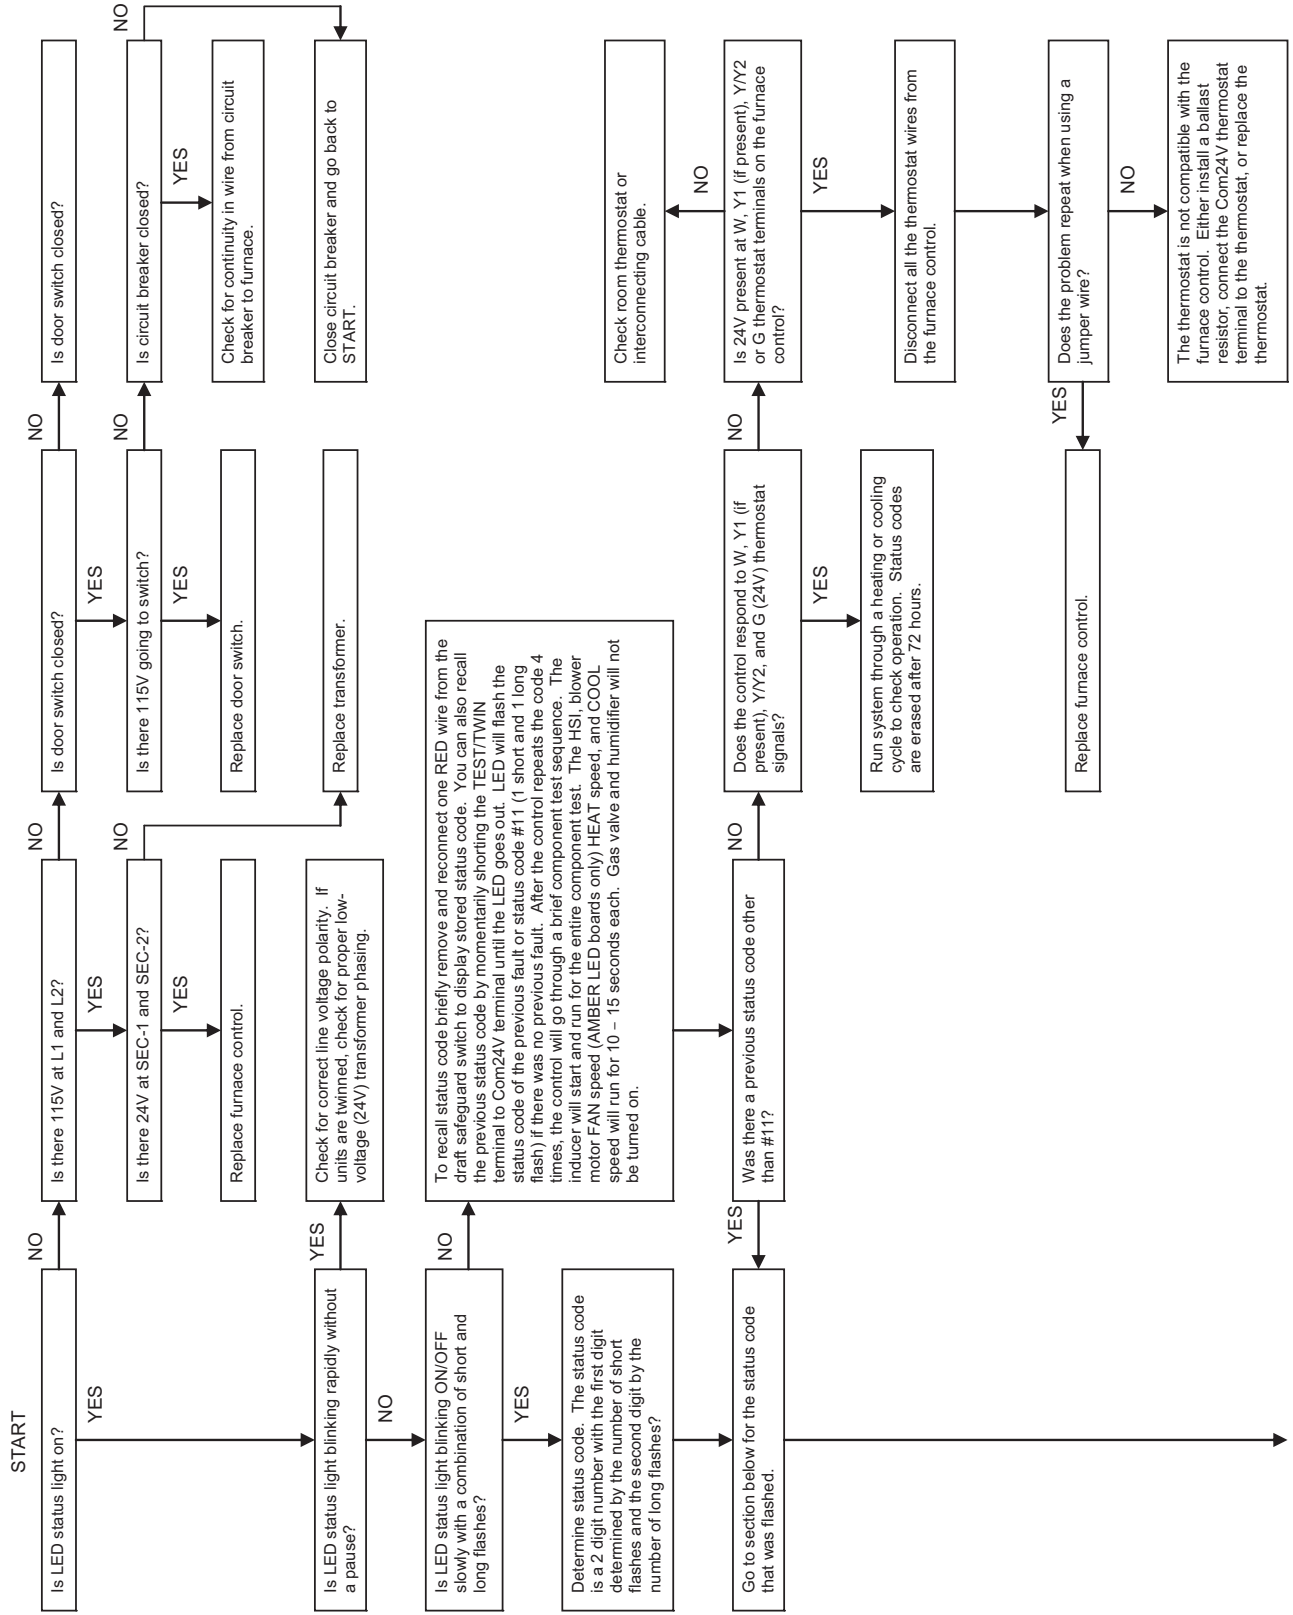 START
Is LED status light on?
NO
YES
Is there 115V at L1 and L2?
NO
YES
Is door switch closed?
NO
YES
Is door switch closed?
Is there 24V at SEC-1 and SEC-2?
NO
YES
Is there 115V going to switch?
NO
YES
Is circuit breaker closed?
NO
YES
Replace furnace control.
Replace door switch.
Check for continuity in wire from circuit
breaker to furnace.
Replace transformer.
Close circuit breaker and go back to
START.
Is LED status light blinking rapidly without
a pause?
YES
NO
Check for correct line voltage polarity.  If
units are twinned, check for proper low-
voltage (24V) transformer phasing.
Is LED status light blinking ON/OFF
slowly with a combination of short and
long flashes?
NO
YES
To recall status code briefly remove and reconnect one RED wire from the
draft safeguard switch to display stored status code.  You can also recall
the previous status code by momentarily shorting the TEST/TWIN
terminal to Com24V terminal until the LED goes out.  LED will flash the
status code of the previous fault or status code #11 (1 short and 1 long
flash) if there was no previous fault.  After the control repeats the code 4
times, the control will go through a brief component test sequence.  The
inducer will start and run for the entire component test.  The HSI, blower
motor FAN speed (AMBER LED boards only) HEAT speed, and COOL
speed will run for 10 – 15 seconds each.  Gas valve and humidifier will not
be turned on.
Determine status code.  The status code
is a 2 digit number with the first digit
determined by the number of short
flashes and the second digit by the
number of long flashes?
Go to section below for the status code
that was flashed.
Was there a previous status code other
than #11?
YES
NO
Does the control respond to W, Y1 (if
present), Y/Y2, and G (24V) thermostat
signals?
NO
YES
Run system through a heating or cooling
cycle to check operation.  Status codes
are erased after 72 hours.
Check room thermostat or
interconnecting cable.
NO
Is 24V present at W, Y1 (if present), Y/Y2
or G thermostat terminals on the furnace
control?
YES
Disconnect all the thermostat wires from
the furnace control.
Does the problem repeat when using a
jumper wire?
YES
NO
Replace furnace control.
The thermostat is not compatible with the
furnace control.  Either install a ballast
resistor, connect the Com24V thermostat
terminal to the thermostat, or replace the
thermostat.